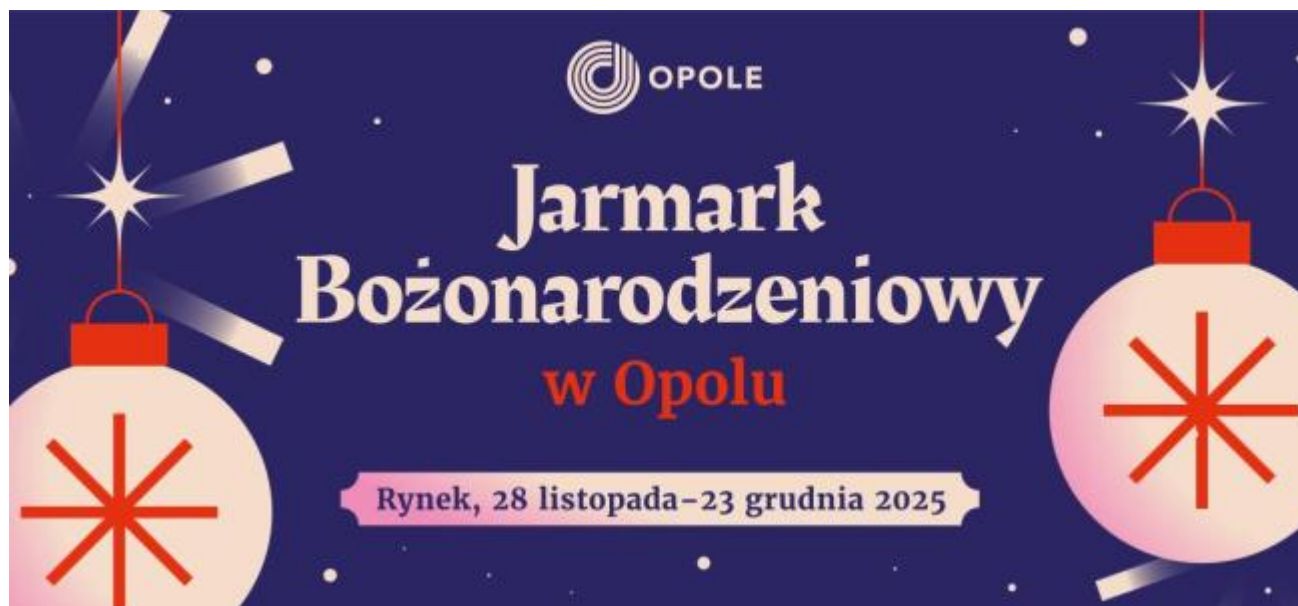 OPOLE
Jarmark
Bożonarodzeniowy
w Opolu
Rynek, 28 listopada–23 grudnia 2025